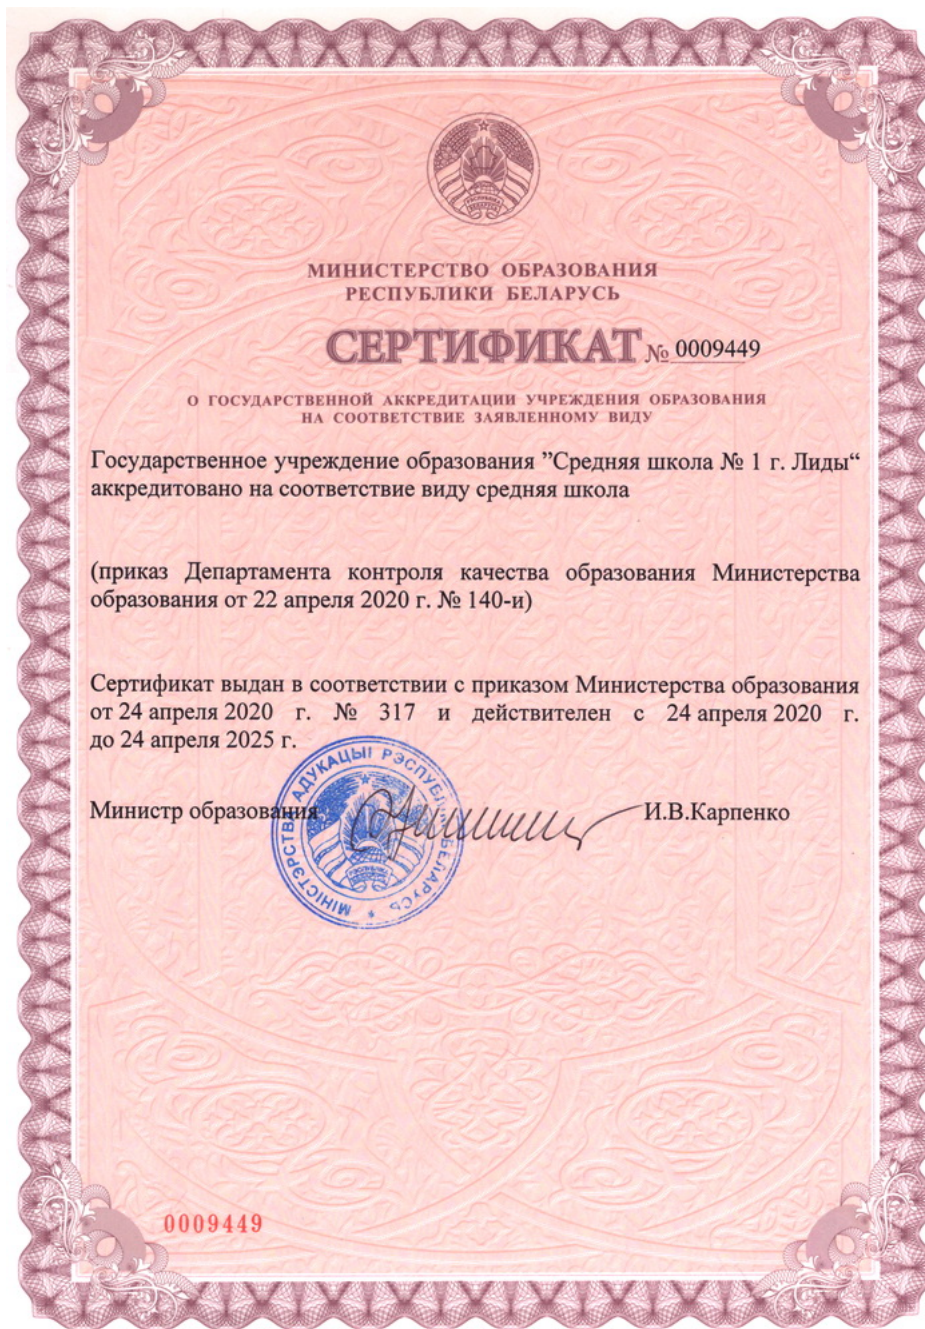 МИНИСТЕРСТВО ОБРАЗОВАНИЯ
РЕСПУБЛИКИ БЕЛАРУСЬ
СЕРТИФИКАТ № 0009449
О ГОСУДАРСТВЕННОЙ АККРЕДИТАЦИИ УЧРЕЖДЕНИЯ ОБРАЗОВАНИЯ
НА СООТВЕТСТВИЕ ЗАЯВЛЕННОМУ ВИДУ
Государственное учреждение образования ”Средняя школа № 1 г. Лиды“
аккредитовано на соответствие виду средняя школа
(приказ Департамента контроля качества образования Министерства
образования от 22 апреля 2020 г. № 140-и)
Сертификат выдан в соответствии с приказом Министерства образования
от 24 апреля 2020 г. № 317 и действителен с 24 апреля 2020 г.
до 24 апреля 2025 г.
Министр образования И.В.Карпенко
МІНІСТЭРСТВА АДУКАЦЫІ РЭСПУБЛІКІ БЕЛАРУСЬ *
0009449